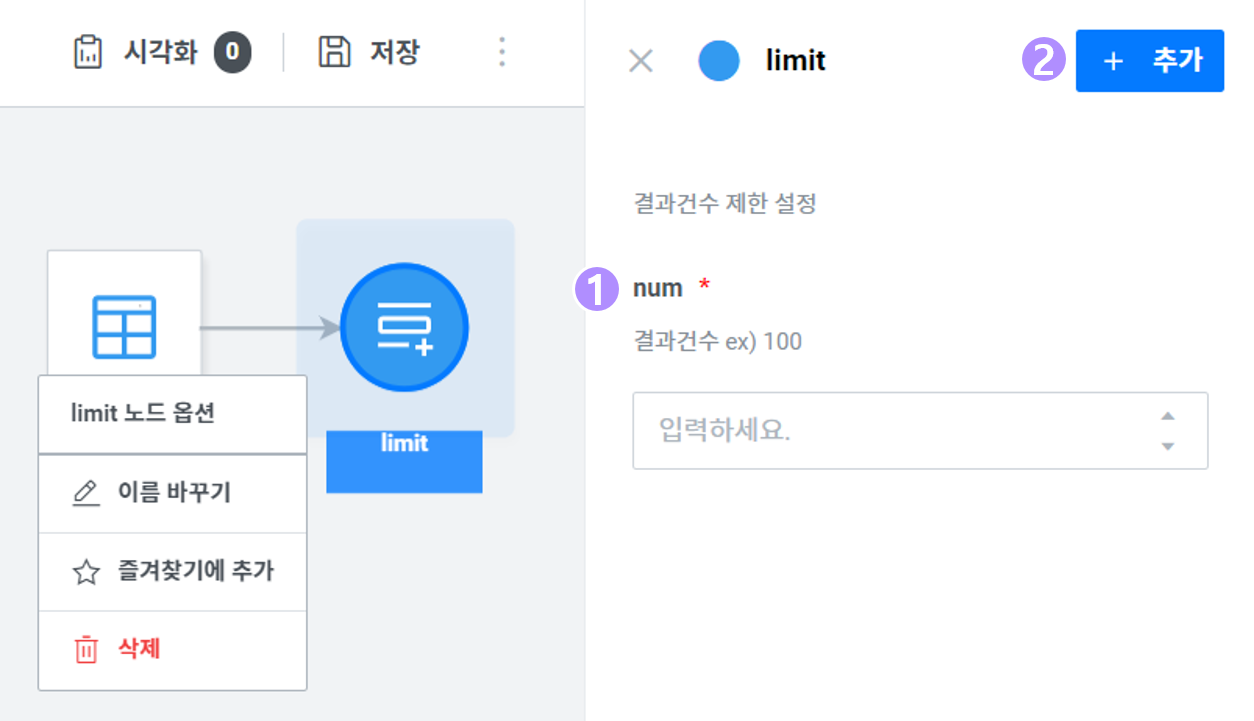 시각화 0
저장
limit
limit 노드 옵션
이름 바꾸기
즐겨찾기에 추가
삭제
limit
2
+ 추가
결과건수 제한 설정
1
num *
결과건수 ex) 100
입력하세요.